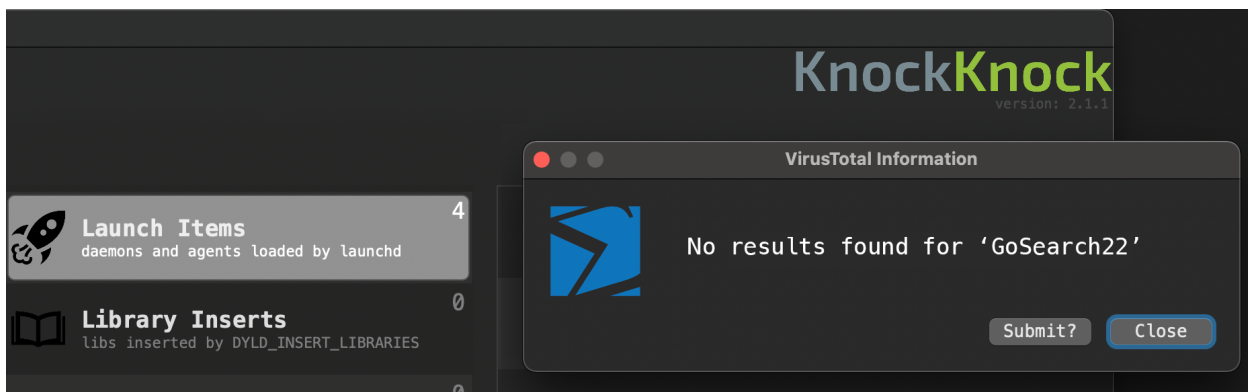 KnockKnock
version: 2.1.1
VirusTotal Information
No results found for ‘GoSearch22’
Submit?
Close
4
Launch Items
daemons and agents loaded by launchd
0
Library Inserts
libs inserted by DYLD_INSERT_LIBRARIES
0